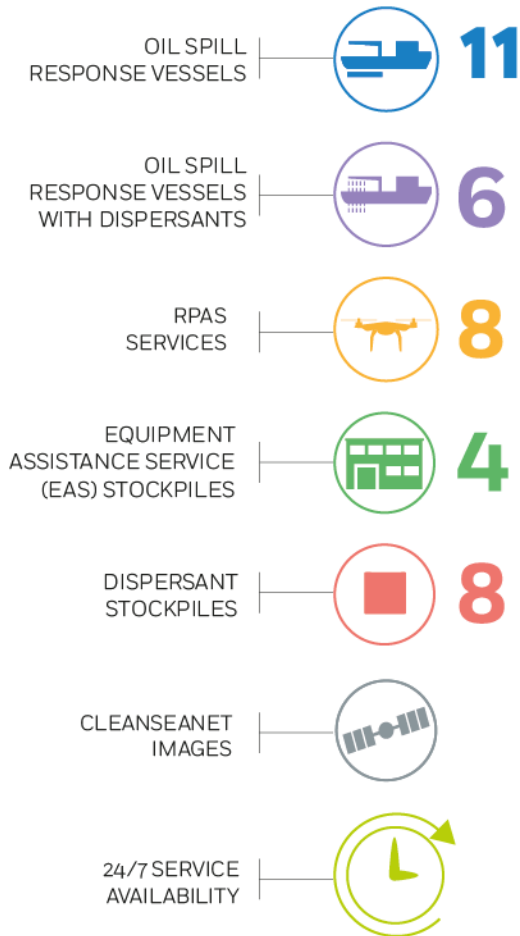 OIL SPILL
RESPONSE VESSELS
11
OIL SPILL
RESPONSE VESSELS
WITH DISPERSANTS
6
RPAS
SERVICES
8
EQUIPMENT
ASSISTANCE SERVICE
(EAS) STOCKPILES
4
DISPERSANT
STOCKPILES
8
CLEANSEANET
IMAGES
24/7 SERVICE
AVAILABILITY